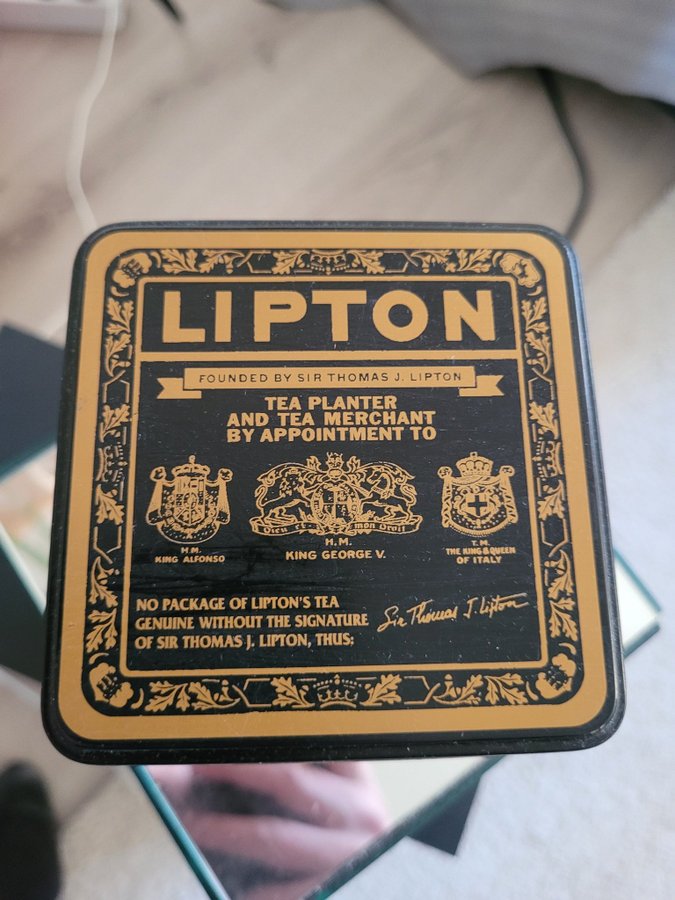 LIPTON
FOUNDED BY SIR THOMAS J. LIPTON
TEA PLANTER
AND TEA MERCHANT
BY APPOINTMENT TO
Dieu et mon Droit
H.M.
KING ALFONSO
H.M.
KING GEORGE V.
T.M.
THE KING & QUEEN
OF ITALY
NO PACKAGE OF LIPTON'S TEA
GENUINE WITHOUT THE SIGNATURE
OF SIR THOMAS J. LIPTON, THUS:
Sir Thomas J. Lipton